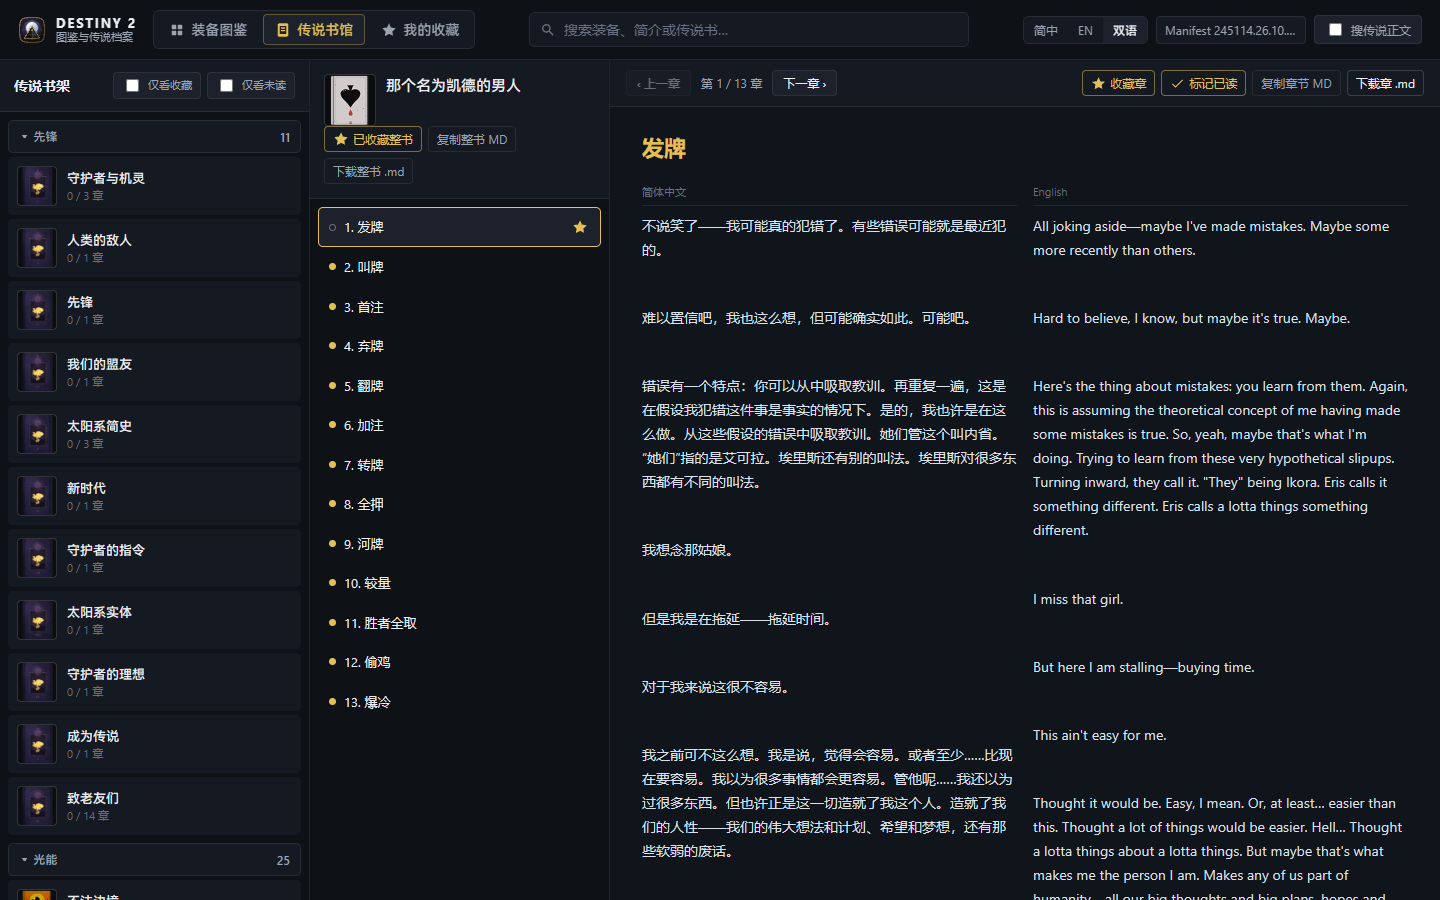 DESTINY 2
图鉴与传说档案
装备图鉴
传说书馆
我的收藏
搜索装备、简介或传说书...
简中
EN
双语
Manifest 245114.26.10....
搜传说正文
传说书架
仅看收藏
仅看未读
先锋
11
守护者与机灵
0 / 3 章
人类的敌人
0 / 1 章
先锋
0 / 1 章
我们的盟友
0 / 1 章
太阳系简史
0 / 3 章
新时代
0 / 1 章
守护者的指令
0 / 1 章
太阳系实体
0 / 1 章
守护者的理想
0 / 1 章
成为传说
0 / 1 章
致老友们
0 / 14 章
光能
25
那个名为凯德的男人
已收藏整书
复制整书 MD
下载整书 .md
1. 发牌
2. 叫牌
3. 首注
4. 弃牌
5. 翻牌
6. 加注
7. 转牌
8. 全押
9. 河牌
10. 较量
11. 胜者全取
12. 偷鸡
13. 爆冷
‹ 上一章
第 1 / 13 章
下一章 ›
收藏章
标记已读
复制章节 MD
下载章 .md
发牌
简体中文
不说笑了——我可能真的犯错了。有些错误可能就是最近犯
的。
难以置信吧，我也这么想，但可能确实如此。可能吧。
错误有一个特点：你可以从中吸取教训。再重复一遍，这是
在假设我犯错这件事是事实的情况下。是的，我也许是在这
么做。从这些假设的错误中吸取教训。她们管这个叫内省。
“她们”指的是艾可拉。埃里斯还有别的叫法。埃里斯对很多东
西都有不同的叫法。
我想念那姑娘。
但是我是在拖延——拖延时间。
对于我来说这很不容易。
我之前可不这么想。我是说，觉得会容易。或者至少……比现
在要容易。我以为很多事情都会更容易。管他呢……我还以为
过很多东西。但也许正是这一切造就了我这个人。造就了我
们的人性——我们的伟大想法和计划、希望和梦想，还有那
些软弱的废话。
English
All joking aside—maybe I've made mistakes. Maybe some
more recently than others.
Hard to believe, I know, but maybe it's true. Maybe.
Here's the thing about mistakes: you learn from them. Again,
this is assuming the theoretical concept of me having made
some mistakes is true. So, yeah, maybe that's what I'm
doing. Trying to learn from these very hypothetical slipups.
Turning inward, they call it. "They" being Ikora. Eris calls it
something different. Eris calls a lotta things something
different.
I miss that girl.
But here I am stalling—buying time.
This ain't easy for me.
Thought it would be. Easy, I mean. Or, at least... easier than
this. Thought a lot of things would be easier. Hell... Thought
a lotta things about a lotta things. But maybe that's what
makes me the person I am. Makes any of us part of
humanity—all our big thoughts and big plans, hopes and